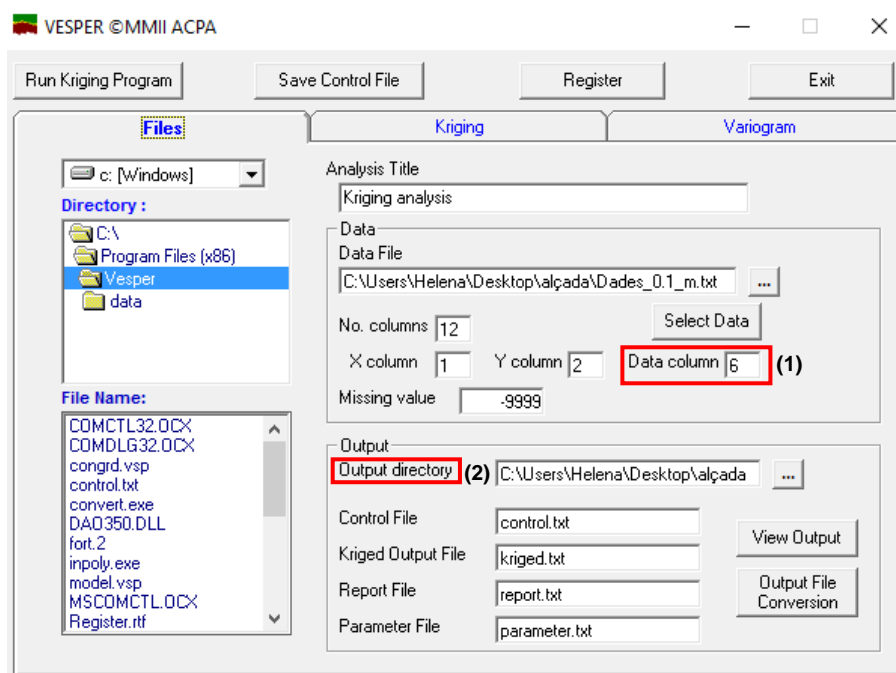 VESPER ©MMII ACPA
Run Kriging Program
Save Control File
Register
Exit
Files
Kriging
Variogram
c: [Windows]
Directory :
C:\
Program Files (x86)
Vesper
data
File Name:
COMCTL32.OCX
COMDLG32.OCX
congrd.vsp
control.txt
convert.exe
DAO350.DLL
fort.2
inpoly.exe
model.vsp
MSCOMCTL.OCX
Register.rtf
Analysis Title
Kriging analysis
Data
Data File
C:\Users\Helena\Desktop\alçada\Dades_0.1_m.txt
...
No. columns 12
Select Data
X column 1 Y column 2 Data column 6 (1)
Missing value -9999
Output
Output directory (2) C:\Users\Helena\Desktop\alçada ...
Control File control.txt
View Output
Kriged Output File kriged.txt
Report File report.txt
Output File
Conversion
Parameter File parameter.txt